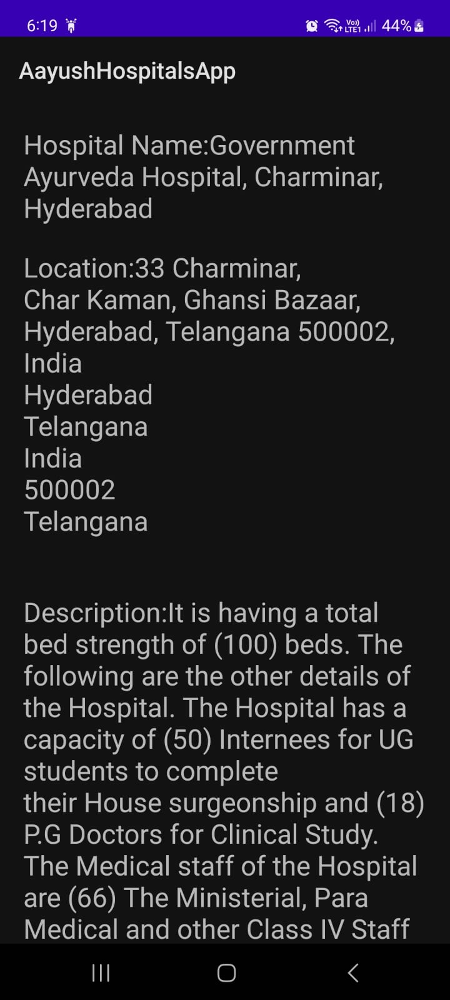 6:19
Vo)) LTE1 44%
AayushHospitalsApp
Hospital Name:Government
Ayurveda Hospital, Charminar,
Hyderabad
Location:33 Charminar,
Char Kaman, Ghansi Bazaar,
Hyderabad, Telangana 500002,
India
Hyderabad
Telangana
India
500002
Telangana
Description:It is having a total
bed strength of (100) beds. The
following are the other details of
the Hospital. The Hospital has a
capacity of (50) Internees for UG
students to complete
their House surgeonship and (18)
P.G Doctors for Clinical Study.
The Medical staff of the Hospital
are (66) The Ministerial, Para
Medical and other Class IV Staff